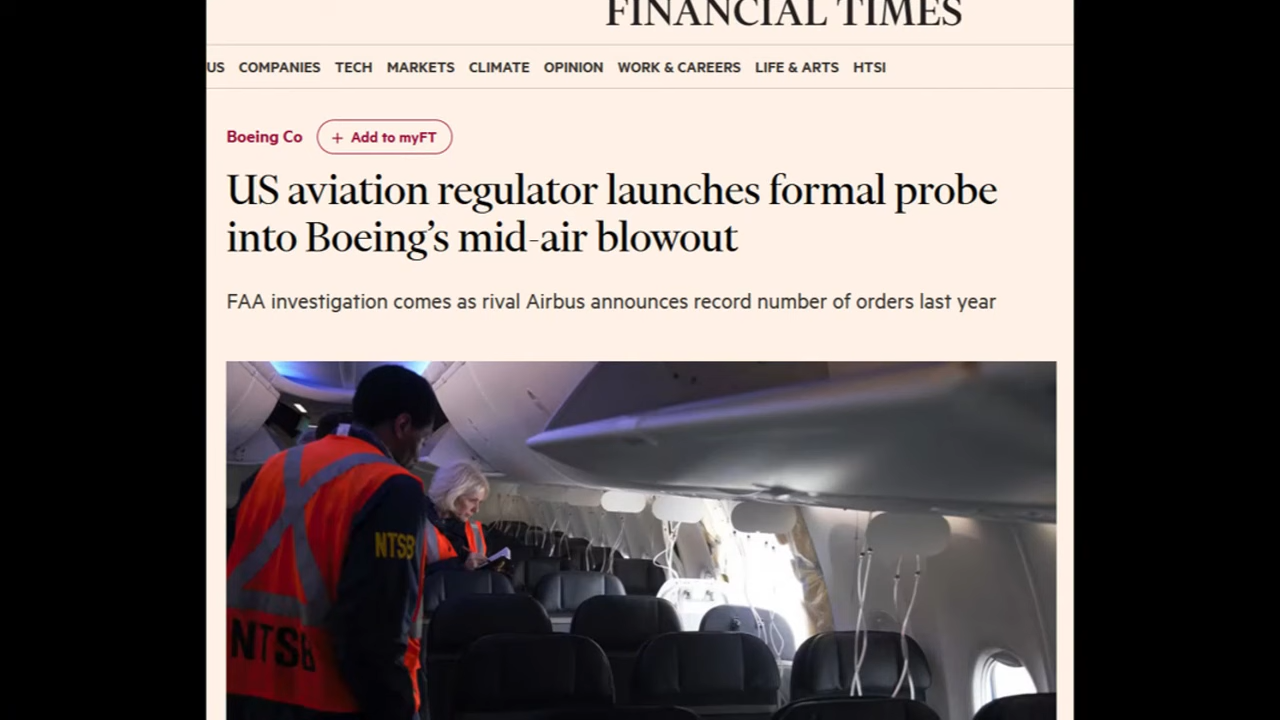 FINANCIAL TIMES
US COMPANIES TECH MARKETS CLIMATE OPINION WORK & CAREERS LIFE & ARTS HTSI
Boeing Co + Add to myFT
US aviation regulator launches formal probe
into Boeing’s mid-air blowout
FAA investigation comes as rival Airbus announces record number of orders last year
NTSB
NTSB